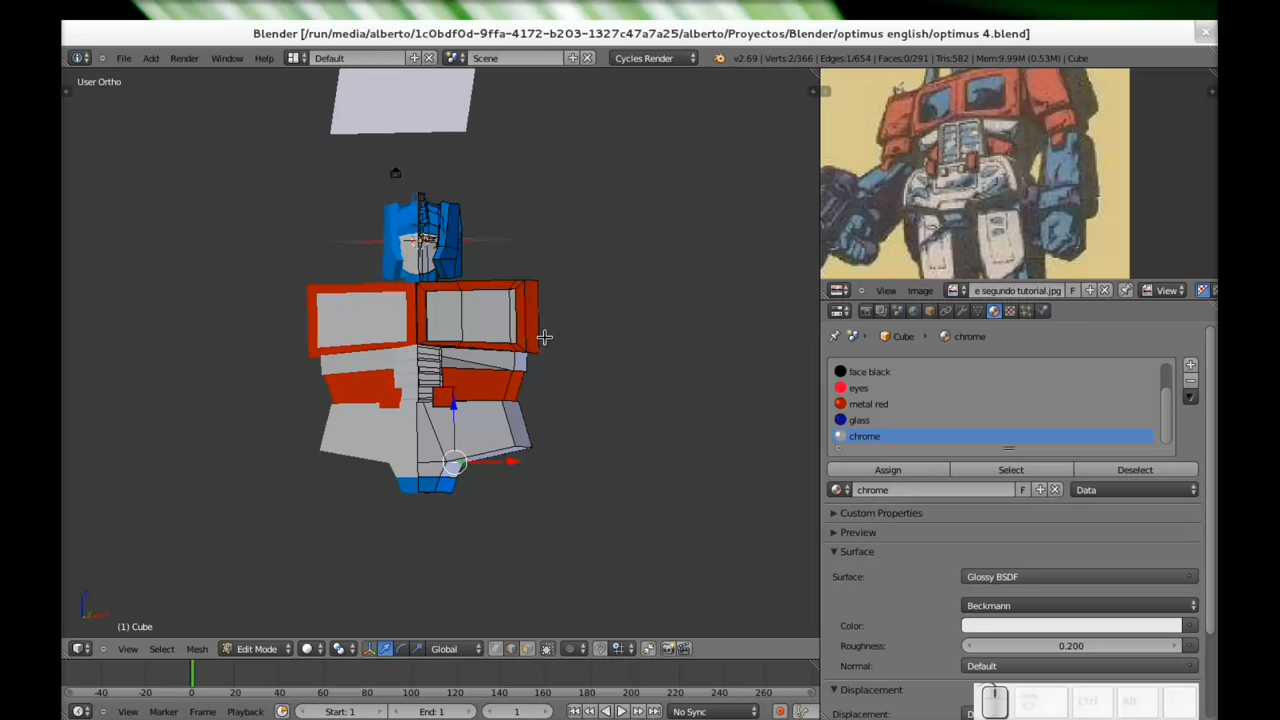 Blender [/run/media/alberto/1c0bdf0d-9ffa-4172-b203-1327c47a7a25/alberto/Proyectos/Blender/optimus english/optimus 4.blend]
File Add Render Window Help Default Scene Cycles Render v2.69 | Verts:2/366 | Edges:1/654 | Faces:0/291 | Tris:582 | Mem:9.99M (0.53M) | Cube
User Ortho
View Image e segundo tutorial.jpg F View
Cube chrome
face black
eyes
metal red
glass
chrome
Assign Select Deselect
chrome F Data
Custom Properties
Preview
Surface
Surface: Glossy BSDF
Beckmann
Color:
Roughness: 0.200
Normal: Default
Displacement
Displacement: Ctrl Alt
(1) Cube
View Select Mesh Edit Mode Global
-40 -20 0 20 40 60 80 100 120 140 160 180 200 220 240 260
View Marker Frame Playback Start: 1 End: 1 1 No Sync